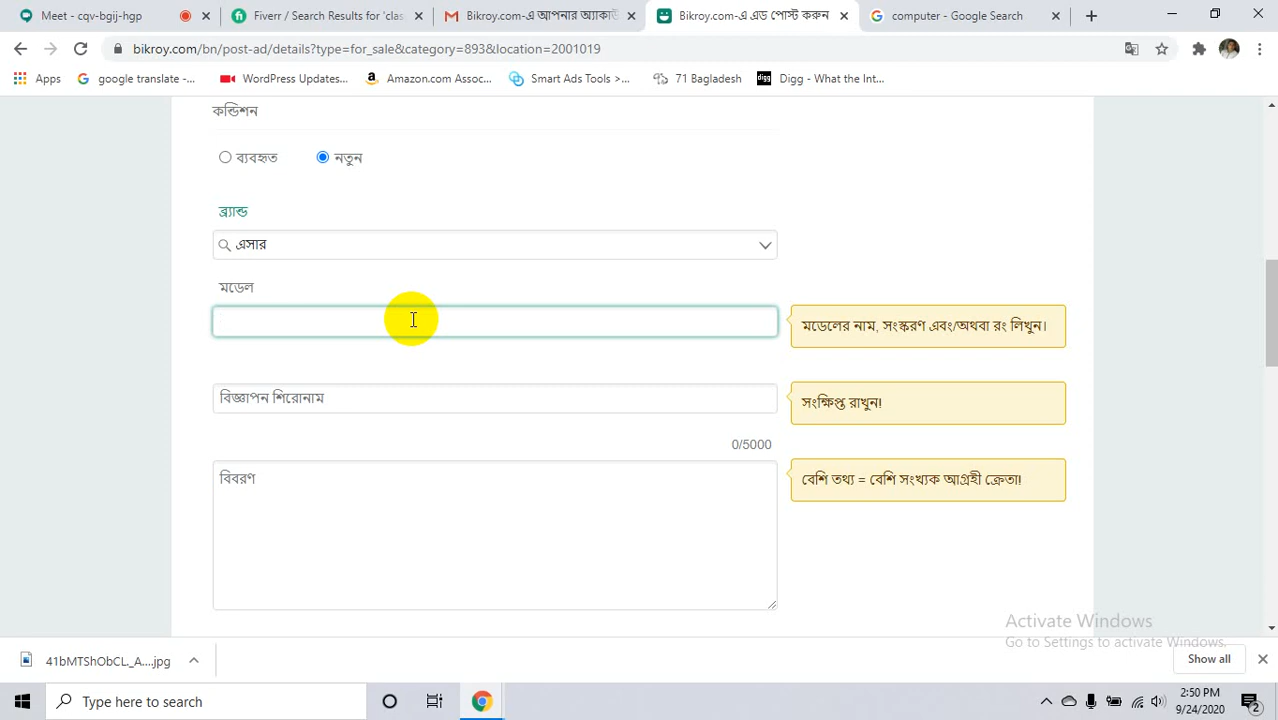 Meet - cqv-bgij-hgp
Fiverr / Search Results for 'cli
Bikroy.com-এ আপনার অ্যাকাউ
Bikroy.com-এ এড পোস্ট করুন
computer - Google Search
bikroy.com/bn/post-ad/details?type=for_sale&category=893&location=2001019
Apps
google translate -...
WordPress Updates...
Amazon.com Assoc...
Smart Ads Tools >...
71 Bagladesh
Digg - What the Int...
কন্ডিশন
ব্যবহৃত
নতুন
ব্র্যান্ড
এসার
মডেল
মডেলের নাম, সংস্করণ এবং/অথবা রং লিখুন।
বিজ্ঞাপন শিরোনাম
সংক্ষিপ্ত রাখুন!
0/5000
বিবরণ
বেশি তথ্য = বেশি সংখ্যক আগ্রহী ক্রেতা!
Activate Windows
Go to Settings to activate Windows.
41bMTShObCL._A....jpg
Show all
Type here to search
2:50 PM
9/24/2020
2